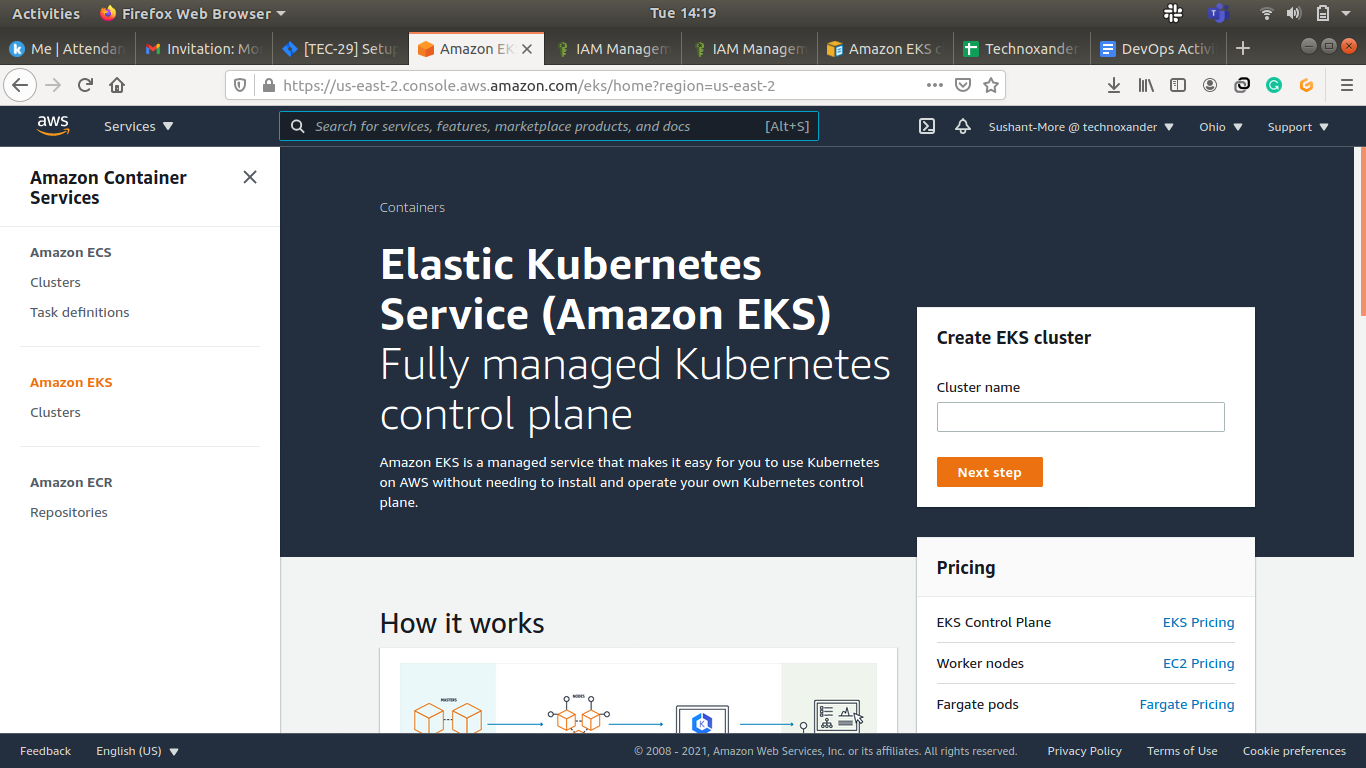 Activities
Firefox Web Browser
Tue 14:19
Me | Attendan
Invitation: Mo
[TEC-29] Setup
Amazon EK
IAM Managem
IAM Managem
Amazon EKS c
Technoxander
DevOps Activi
https://us-east-2.console.aws.amazon.com/eks/home?region=us-east-2
aws
Services
Search for services, features, marketplace products, and docs
[Alt+S]
Sushant-More @ technoxander
Ohio
Support
Amazon Container
Services
Amazon ECS
Clusters
Task definitions
Amazon EKS
Clusters
Amazon ECR
Repositories
Containers
Elastic Kubernetes
Service (Amazon EKS)
Fully managed Kubernetes
control plane
Amazon EKS is a managed service that makes it easy for you to use Kubernetes
on AWS without needing to install and operate your own Kubernetes control
plane.
Create EKS cluster
Cluster name
Next step
Pricing
EKS Control Plane
EKS Pricing
Worker nodes
EC2 Pricing
Fargate pods
Fargate Pricing
How it works
MASTERS
NODES
Feedback
English (US)
© 2008 - 2021, Amazon Web Services, Inc. or its affiliates. All rights reserved.
Privacy Policy
Terms of Use
Cookie preferences